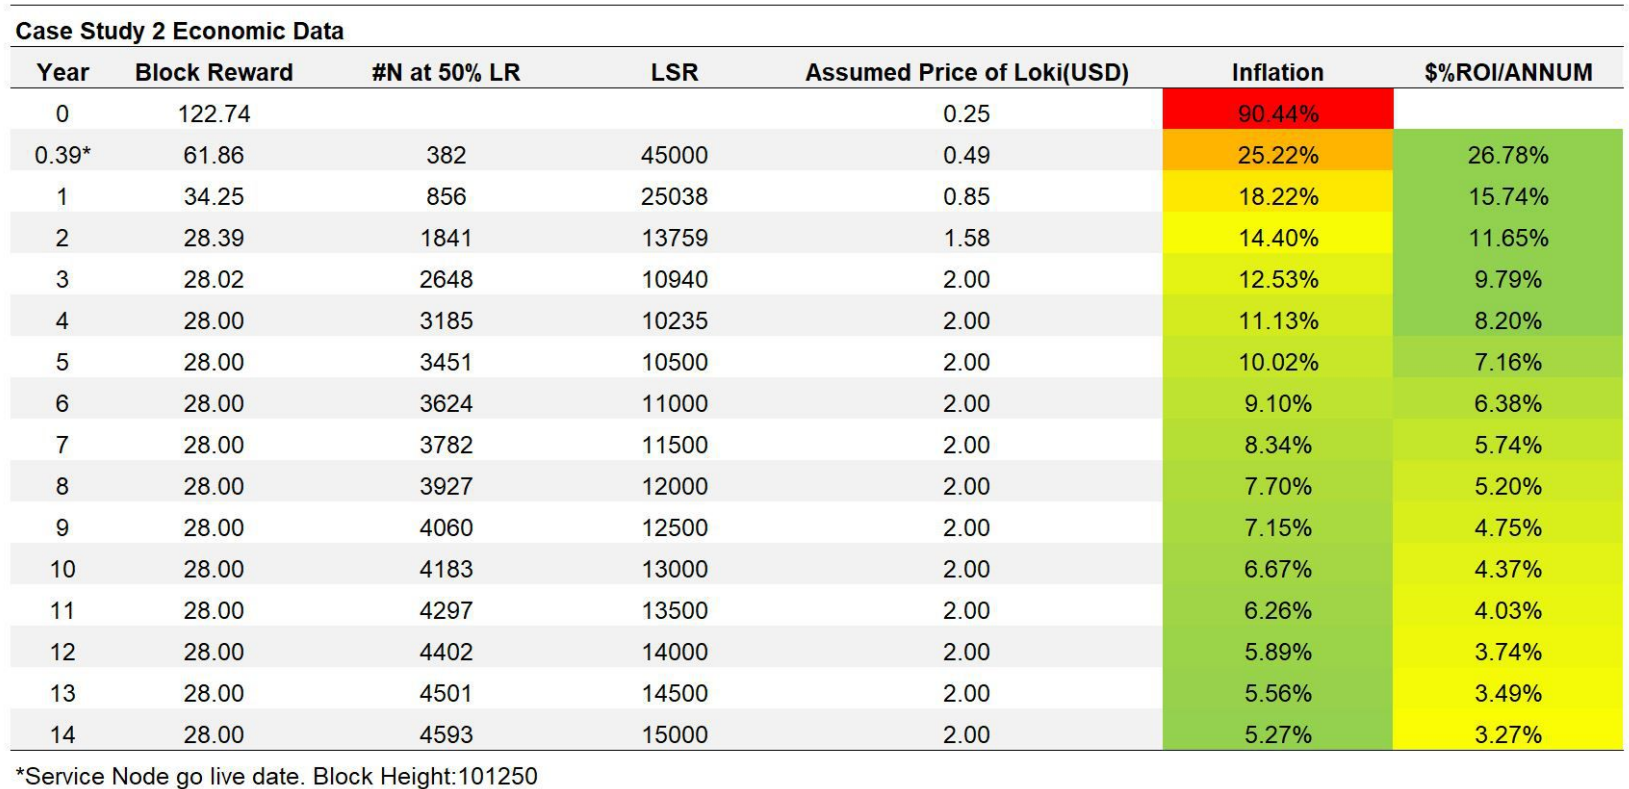 Case Study 2 Economic Data
Year Block Reward #N at 50% LR LSR Assumed Price of Loki(USD) Inflation $%ROI/ANNUM
0 122.74 0.25 90.44%
0.39* 61.86 382 45000 0.49 25.22% 26.78%
1 34.25 856 25038 0.85 18.22% 15.74%
2 28.39 1841 13759 1.58 14.40% 11.65%
3 28.02 2648 10940 2.00 12.53% 9.79%
4 28.00 3185 10235 2.00 11.13% 8.20%
5 28.00 3451 10500 2.00 10.02% 7.16%
6 28.00 3624 11000 2.00 9.10% 6.38%
7 28.00 3782 11500 2.00 8.34% 5.74%
8 28.00 3927 12000 2.00 7.70% 5.20%
9 28.00 4060 12500 2.00 7.15% 4.75%
10 28.00 4183 13000 2.00 6.67% 4.37%
11 28.00 4297 13500 2.00 6.26% 4.03%
12 28.00 4402 14000 2.00 5.89% 3.74%
13 28.00 4501 14500 2.00 5.56% 3.49%
14 28.00 4593 15000 2.00 5.27% 3.27%
*Service Node go live date. Block Height:101250